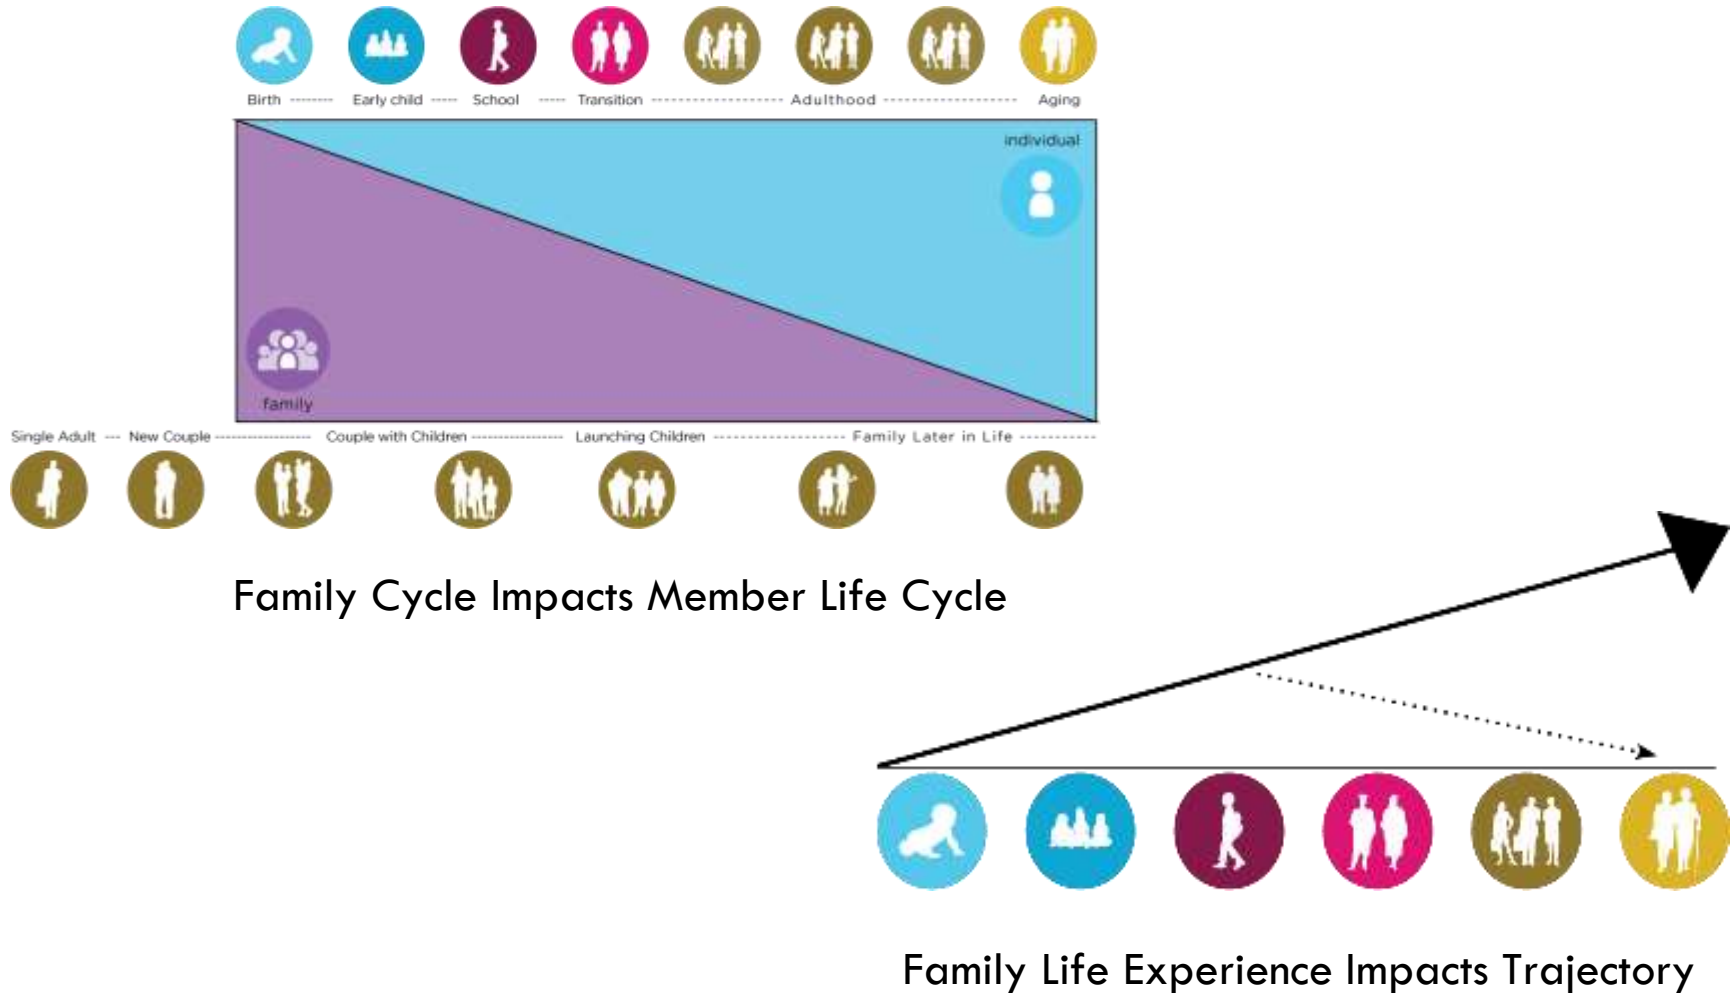 Birth Early child School Transition Adulthood Aging
individual
family
Single Adult New Couple Couple with Children Launching Children Family Later in Life
Family Cycle Impacts Member Life Cycle
Family Life Experience Impacts Trajectory